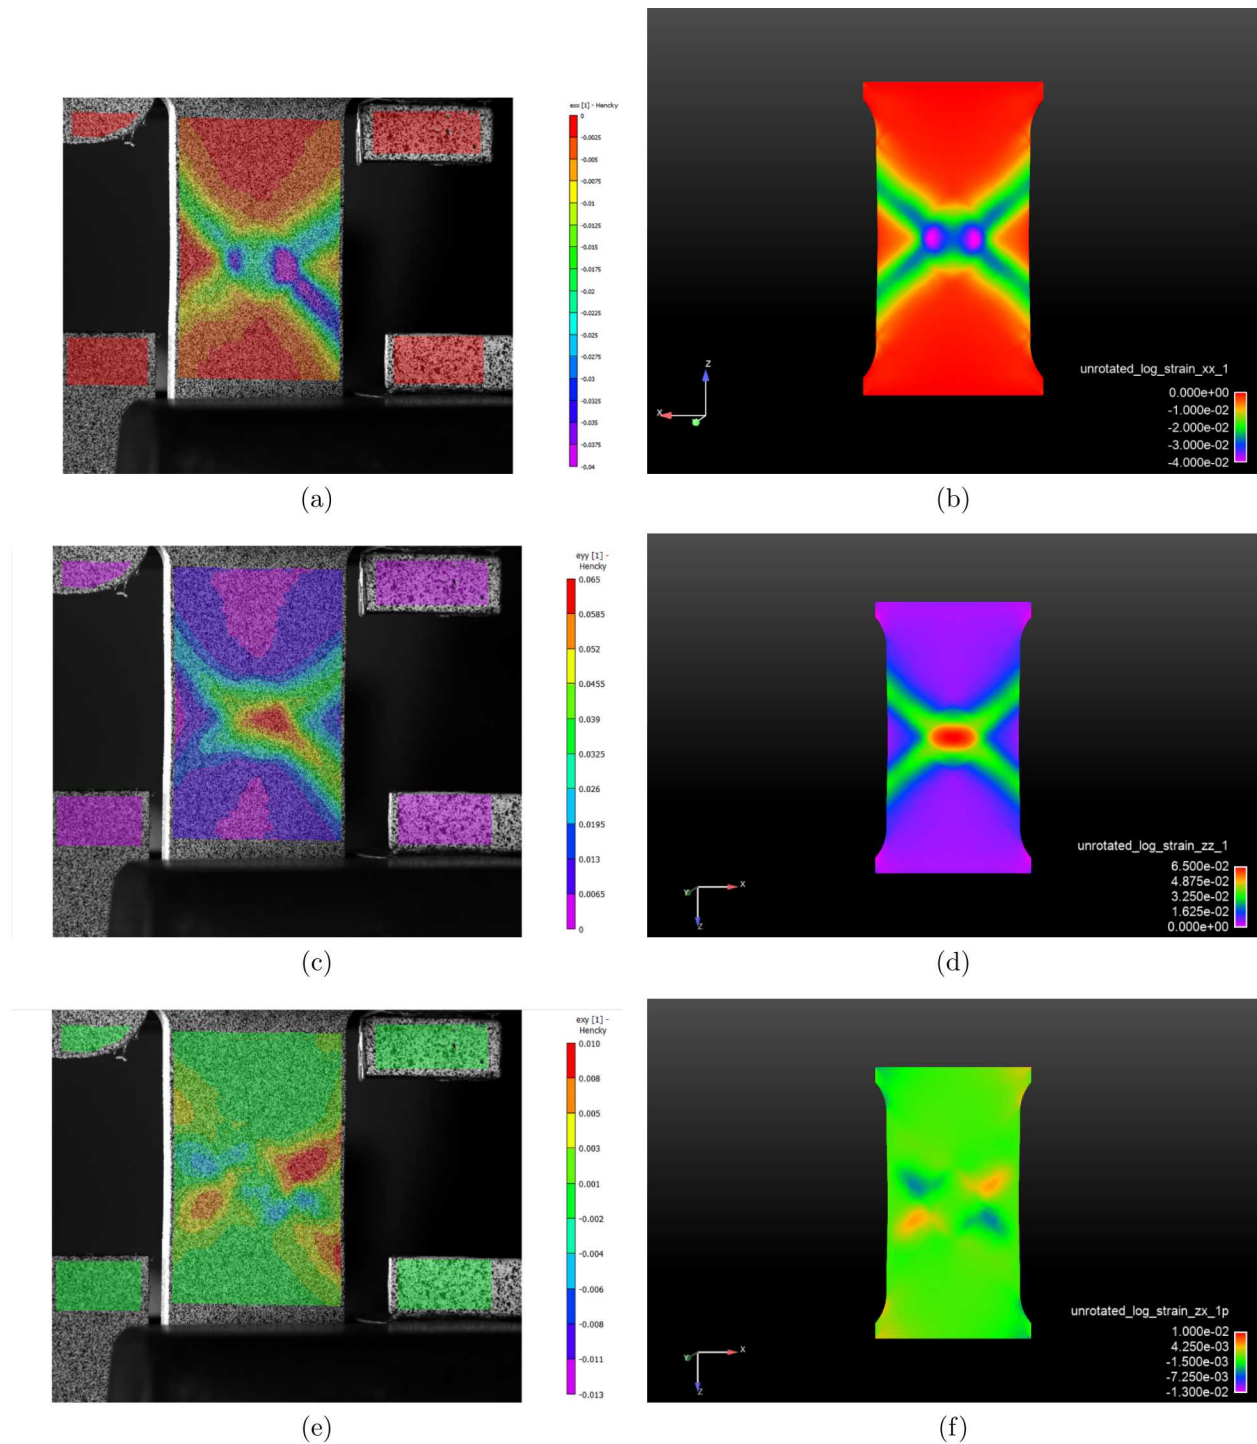 exx [1] - Hencky
0
-0.0025
-0.005
-0.0075
-0.01
-0.0125
-0.015
-0.0175
-0.02
-0.0225
-0.025
-0.0275
-0.03
-0.0325
-0.035
-0.0375
-0.04
(a)
z
x
unrotated_log_strain_xx_1
0.000e+00
-1.000e-02
-2.000e-02
-3.000e-02
-4.000e-02
(b)
eyy [1] -
Hencky
0.065
0.0585
0.052
0.0455
0.039
0.0325
0.026
0.0195
0.013
0.0065
0
(c)
Y
X
Z
unrotated_log_strain_zz_1
6.500e-02
4.875e-02
3.250e-02
1.625e-02
0.000e+00
(d)
exy [1] -
Hencky
0.010
0.008
0.005
0.003
0.001
-0.002
-0.004
-0.006
-0.008
-0.011
-0.013
(e)
Y
X
Z
unrotated_log_strain_zx_1p
1.000e-02
4.250e-03
-1.500e-03
-7.250e-03
-1.300e-02
(f)